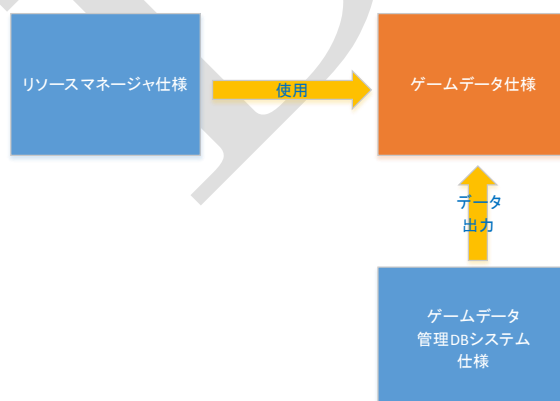 リソースマネージャ仕様
使用
ゲームデータ仕様
データ
出力
ゲームデータ
管理DBシステム
仕様